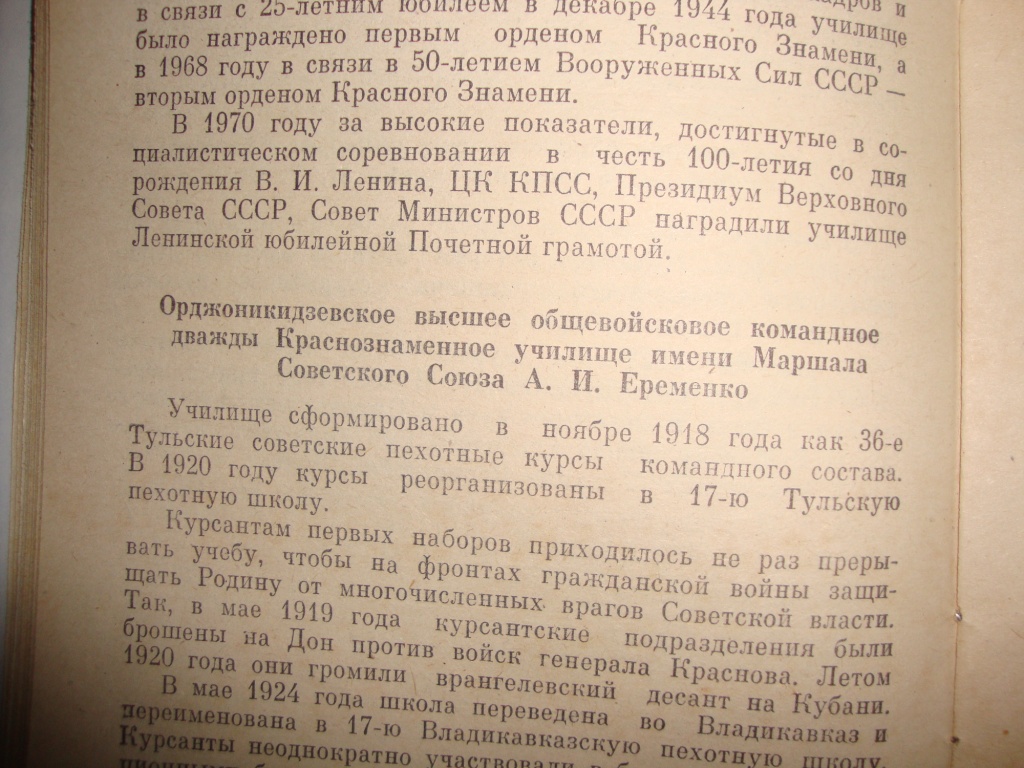 в связи с 25-летним юбилеем в декабре 1944 года училище
было награждено первым орденом Красного Знамени, а
в 1968 году в связи в 50-летием Вооруженных Сил СССР —
вторым орденом Красного Знамени.
В 1970 году за высокие показатели, достигнутые в со-
циалистическом соревновании в честь 100-летия со дня
рождения В. И. Ленина, ЦК КПСС, Президиум Верховного
Совета СССР, Совет Министров СССР наградили училище
Ленинской юбилейной Почетной грамотой.
Орджоникидзевское высшее общевойсковое командное
дважды Краснознаменное училище имени Маршала
Советского Союза А. И. Еременко
Училище сформировано в ноябре 1918 года как 36-е
Тульские советские пехотные курсы командного состава.
В 1920 году курсы реорганизованы в 17-ю Тульскую
пехотную школу.
Курсантам первых наборов приходилось не раз преры-
вать учебу, чтобы на фронтах гражданской войны защи-
щать Родину от многочисленных врагов Советской власти.
Так, в мае 1919 года курсантские подразделения были
брошены на Дон против войск генерала Краснова. Летом
1920 года они громили врангелевский десант на Кубани.
В мае 1924 года школа переведена во Владикавказ и
переименована в 17-ю Владикавказскую пехотную школу.
Курсанты неоднократно участвовали в